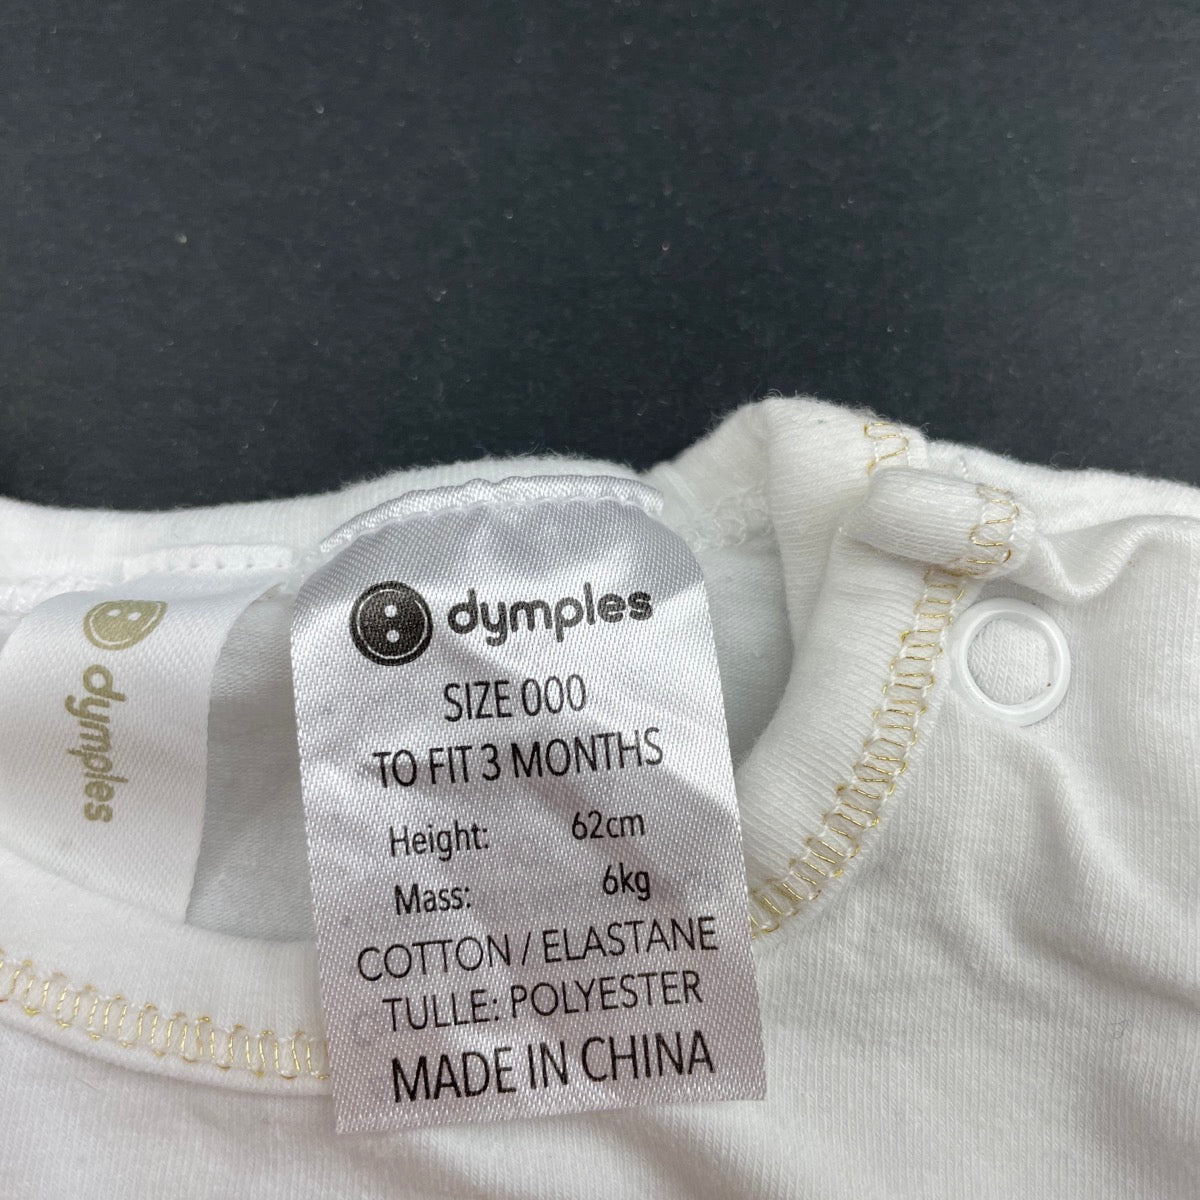 dymples
dymples
SIZE 000
TO FIT 3 MONTHS
Height: 62cm
Mass: 6kg
COTTON / ELASTANE
TULLE: POLYESTER
MADE IN CHINA